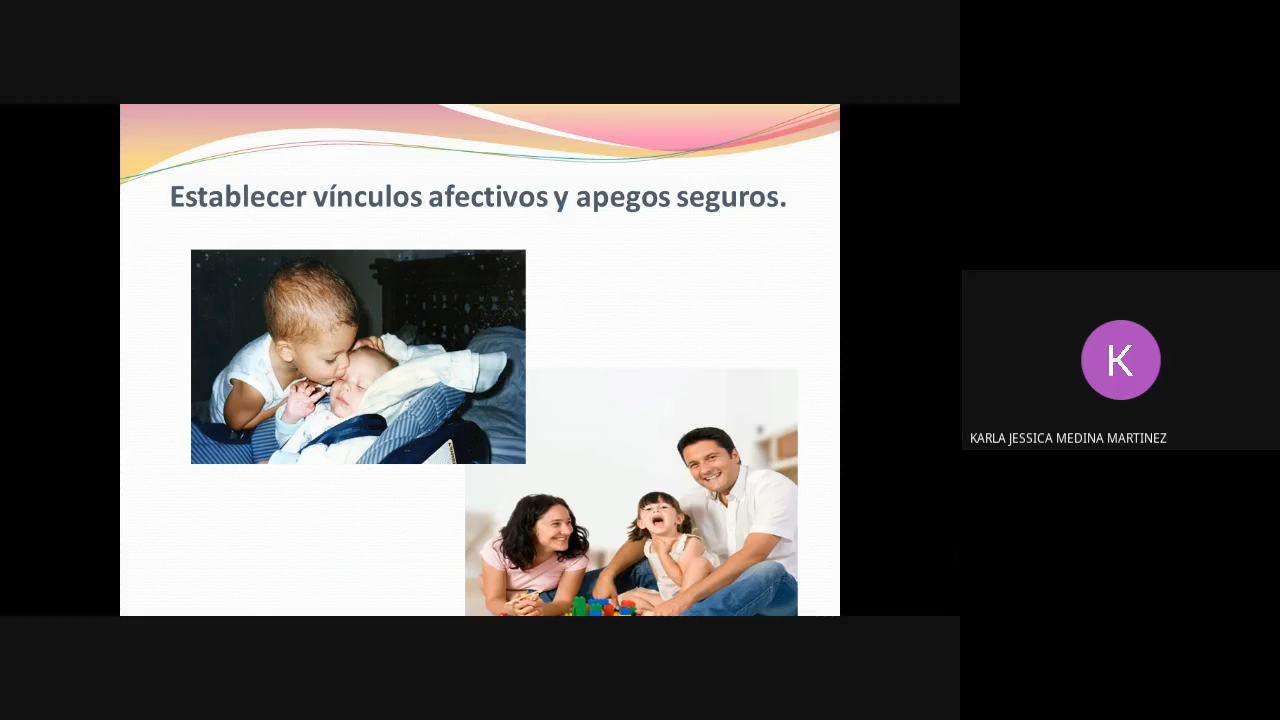 Establecer vínculos afectivos y apegos seguros.
K
KARLA JESSICA MEDINA MARTINEZ